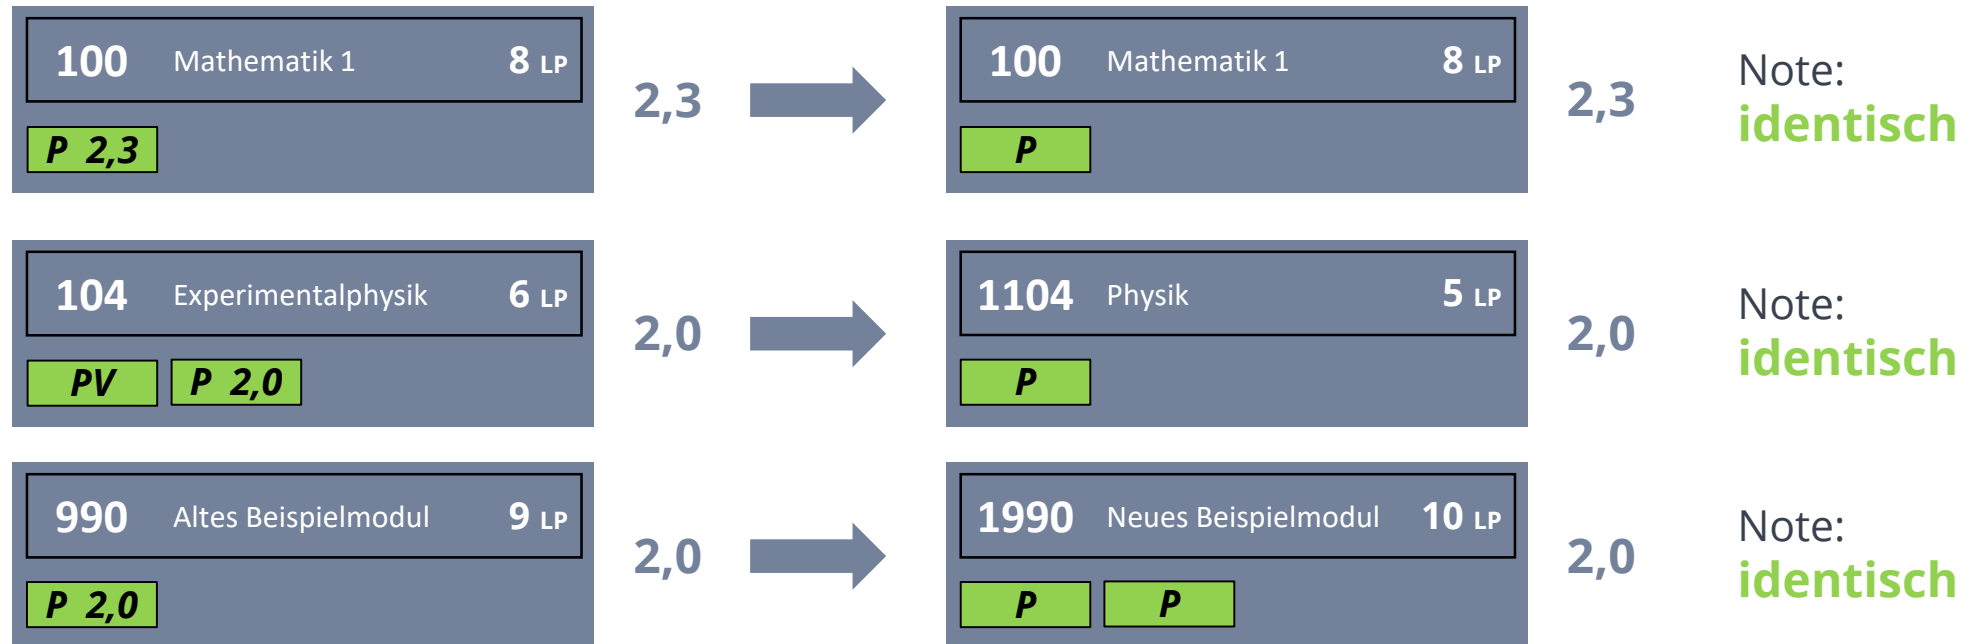 100 Mathematik 1 8 LP
P 2,3
2,3
100 Mathematik 1 8 LP
P
2,3
Note:
identisch
104 Experimentalphysik 6 LP
PV P 2,0
2,0
1104 Physik 5 LP
P
2,0
Note:
identisch
990 Altes Beispielmodul 9 LP
P 2,0
2,0
1990 Neues Beispielmodul 10 LP
P P
2,0
Note:
identisch